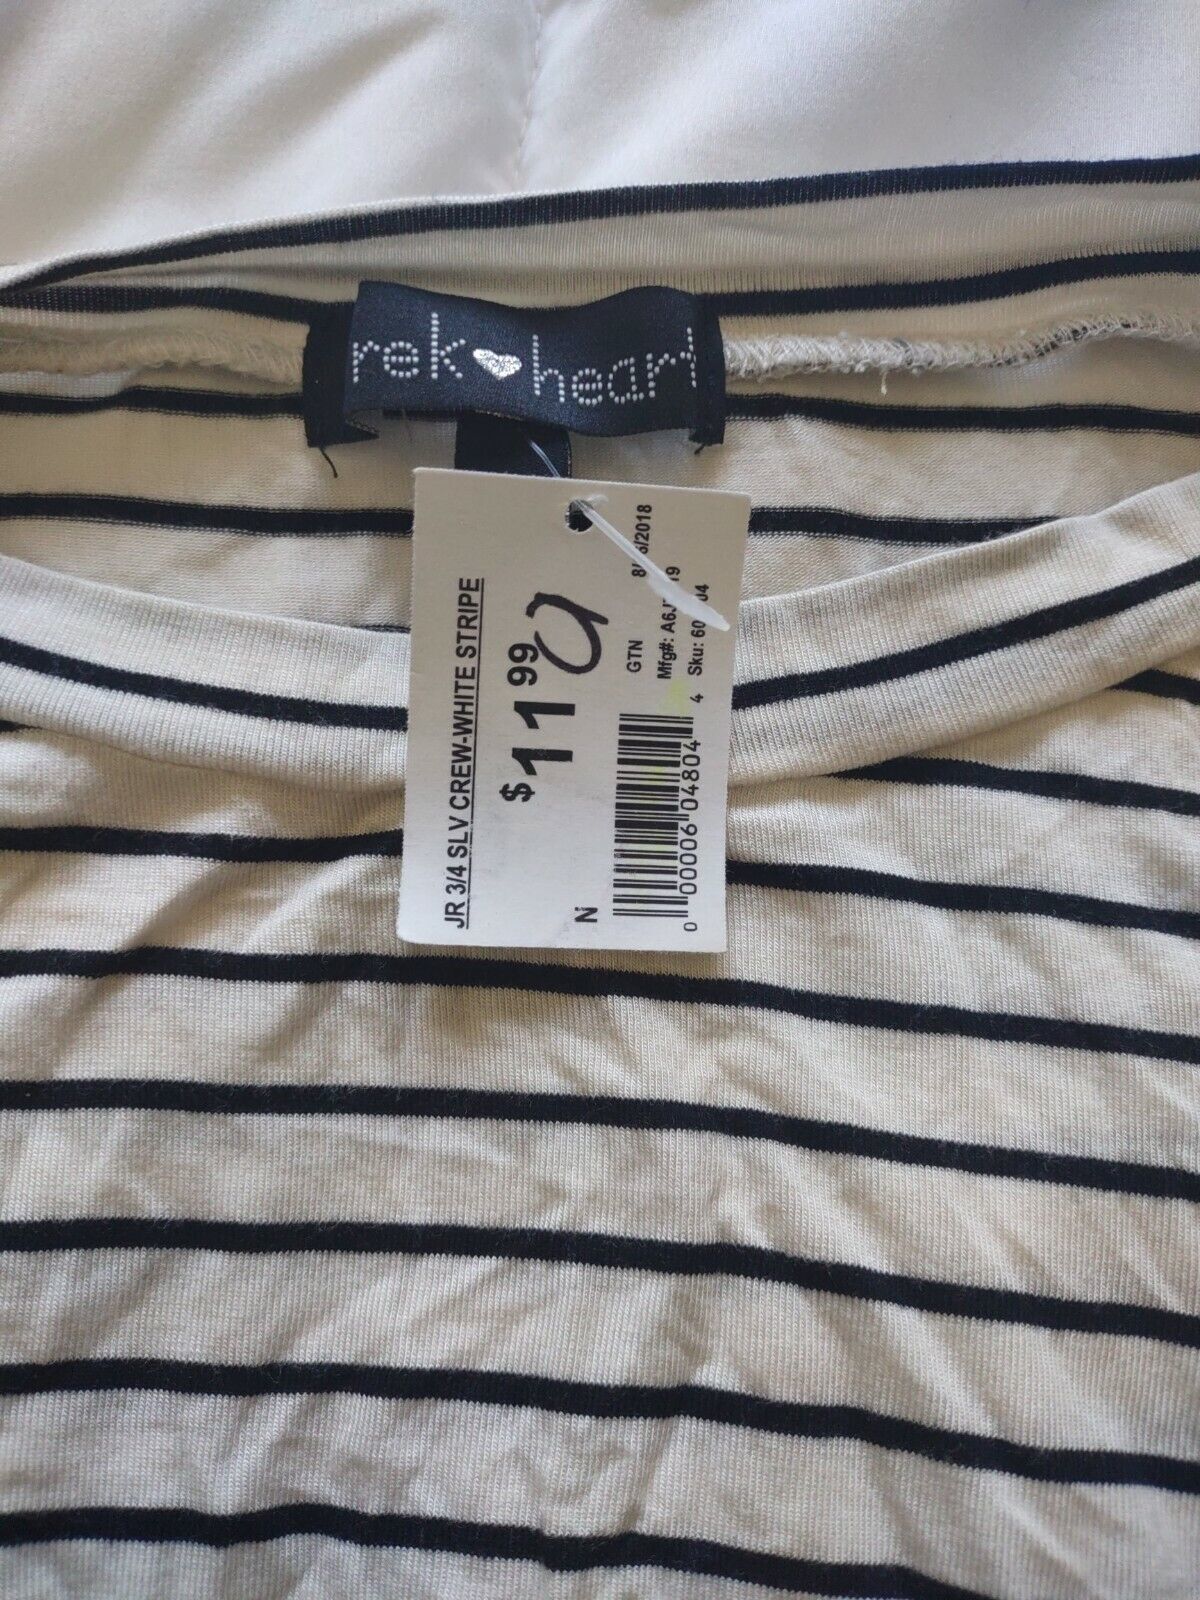 rek heart
JR 3/4 SLV CREW-WHITE STRIPE
$11.99
N
GTN
Mfg#:
Sku:
0 00006 04804 4